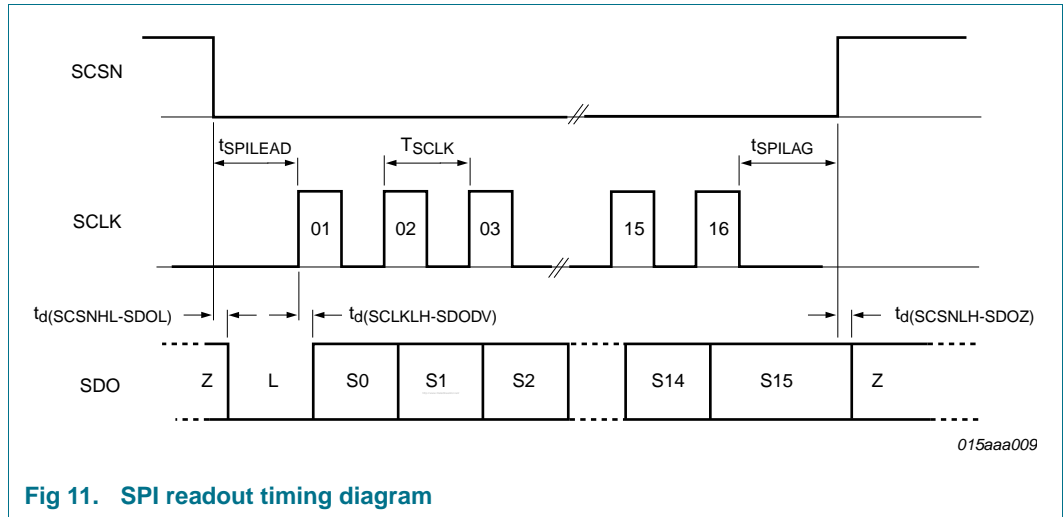 SCSN
tSPILEAD
TSCLK
tSPILAG
SCLK
01
02
03
15
16
td(SCSNHL-SDOL)
td(SCLKLH-SDODV)
td(SCSNLH-SDOZ)
SDO
Z
L
S0
S1
S2
S14
S15
Z
015aaa009
Fig 11. SPI readout timing diagram